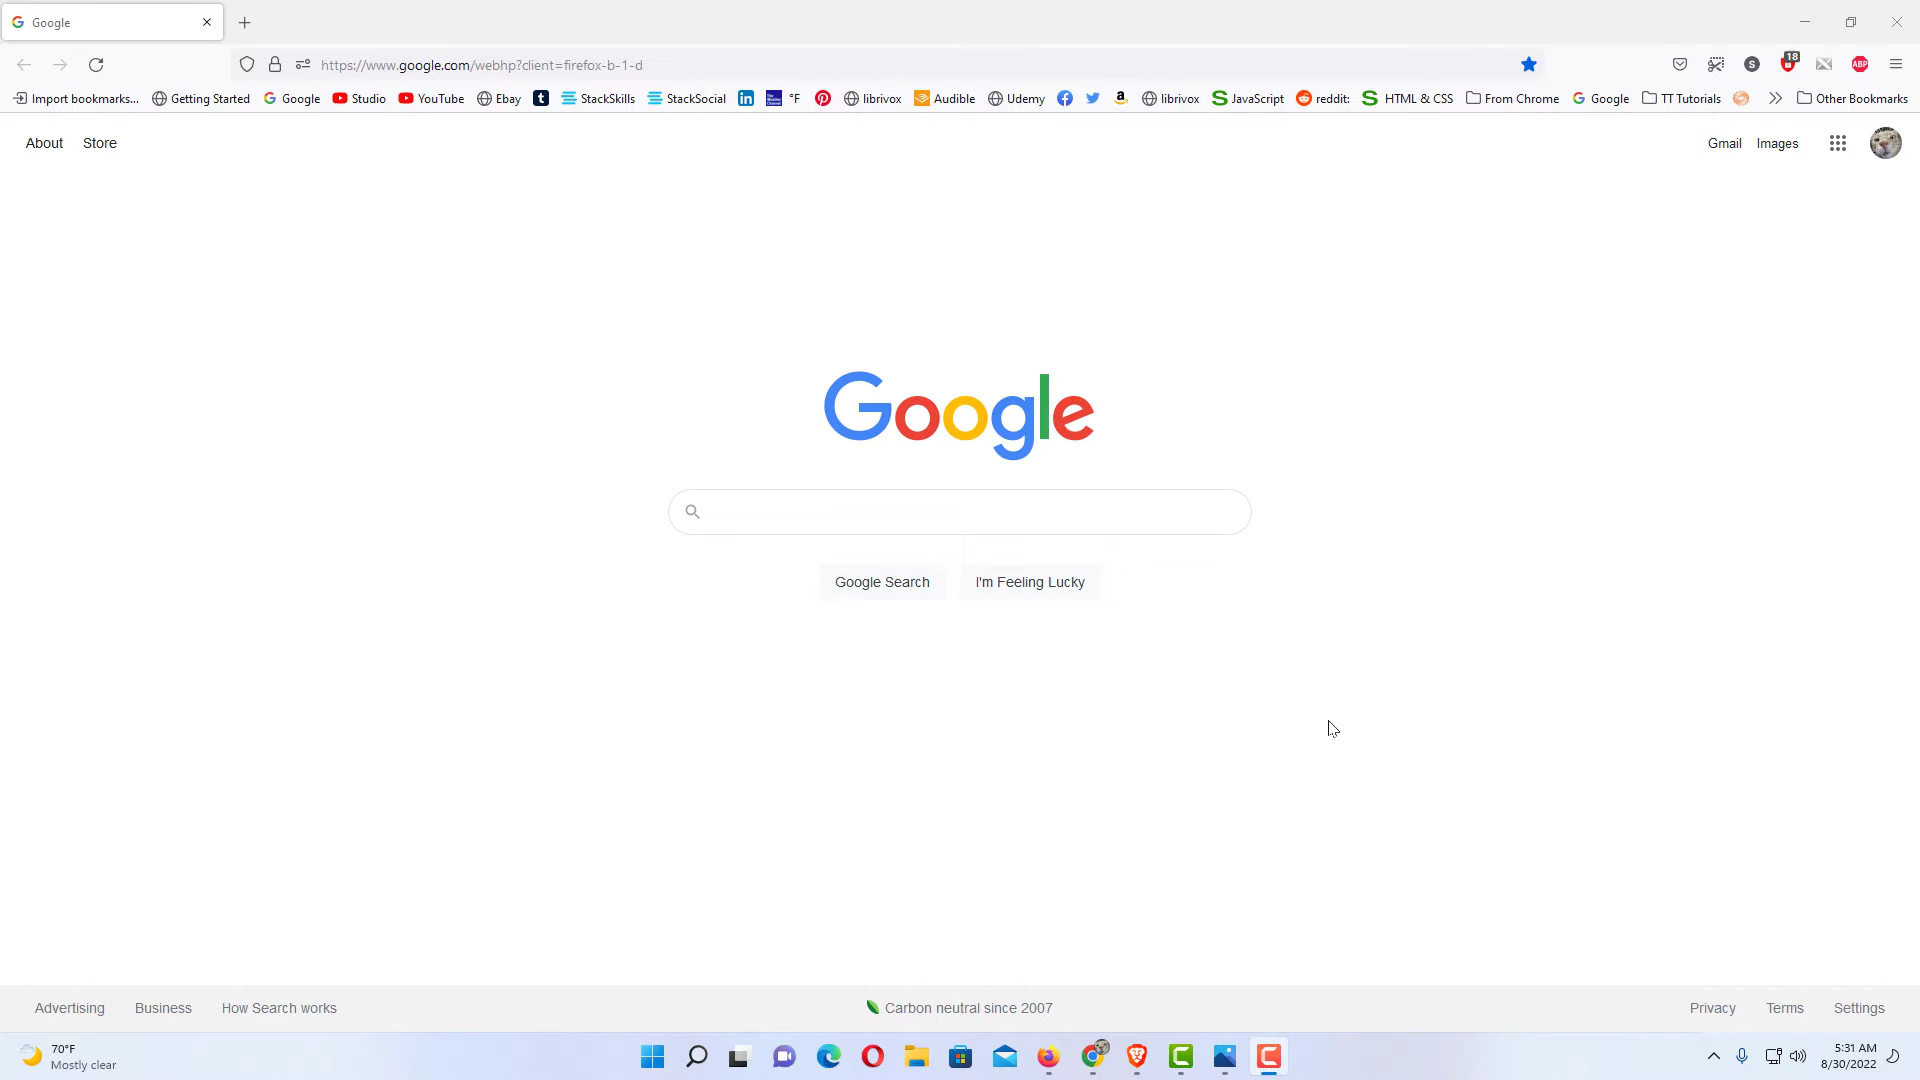 Google
https://www.google.com/webhp?client=firefox-b-1-d
18
S
ABP
Import bookmarks... Getting Started Google Studio YouTube Ebay StackSkills StackSocial °F librivox Audible Udemy librivox JavaScript reddit: HTML & CSS From Chrome Google TT Tutorials Other Bookmarks
About Store Gmail Images
Google
Google Search I'm Feeling Lucky
Advertising Business How Search works Carbon neutral since 2007 Privacy Terms Settings
70°F
Mostly clear
5:31 AM
8/30/2022